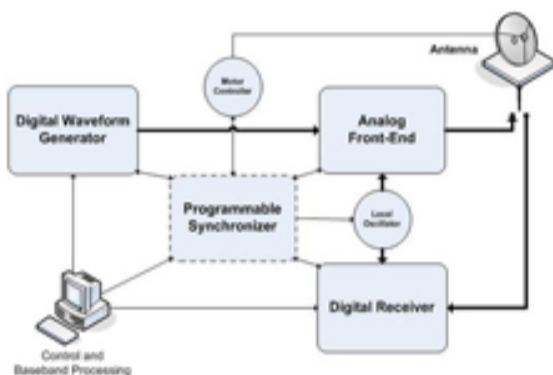 Antenna
Motor
Controller
Digital Waveform
Generator
Analog
Front-End
Programmable
Synchronizer
Local
Oscillator
Digital Receiver
Control and
Baseband Processing